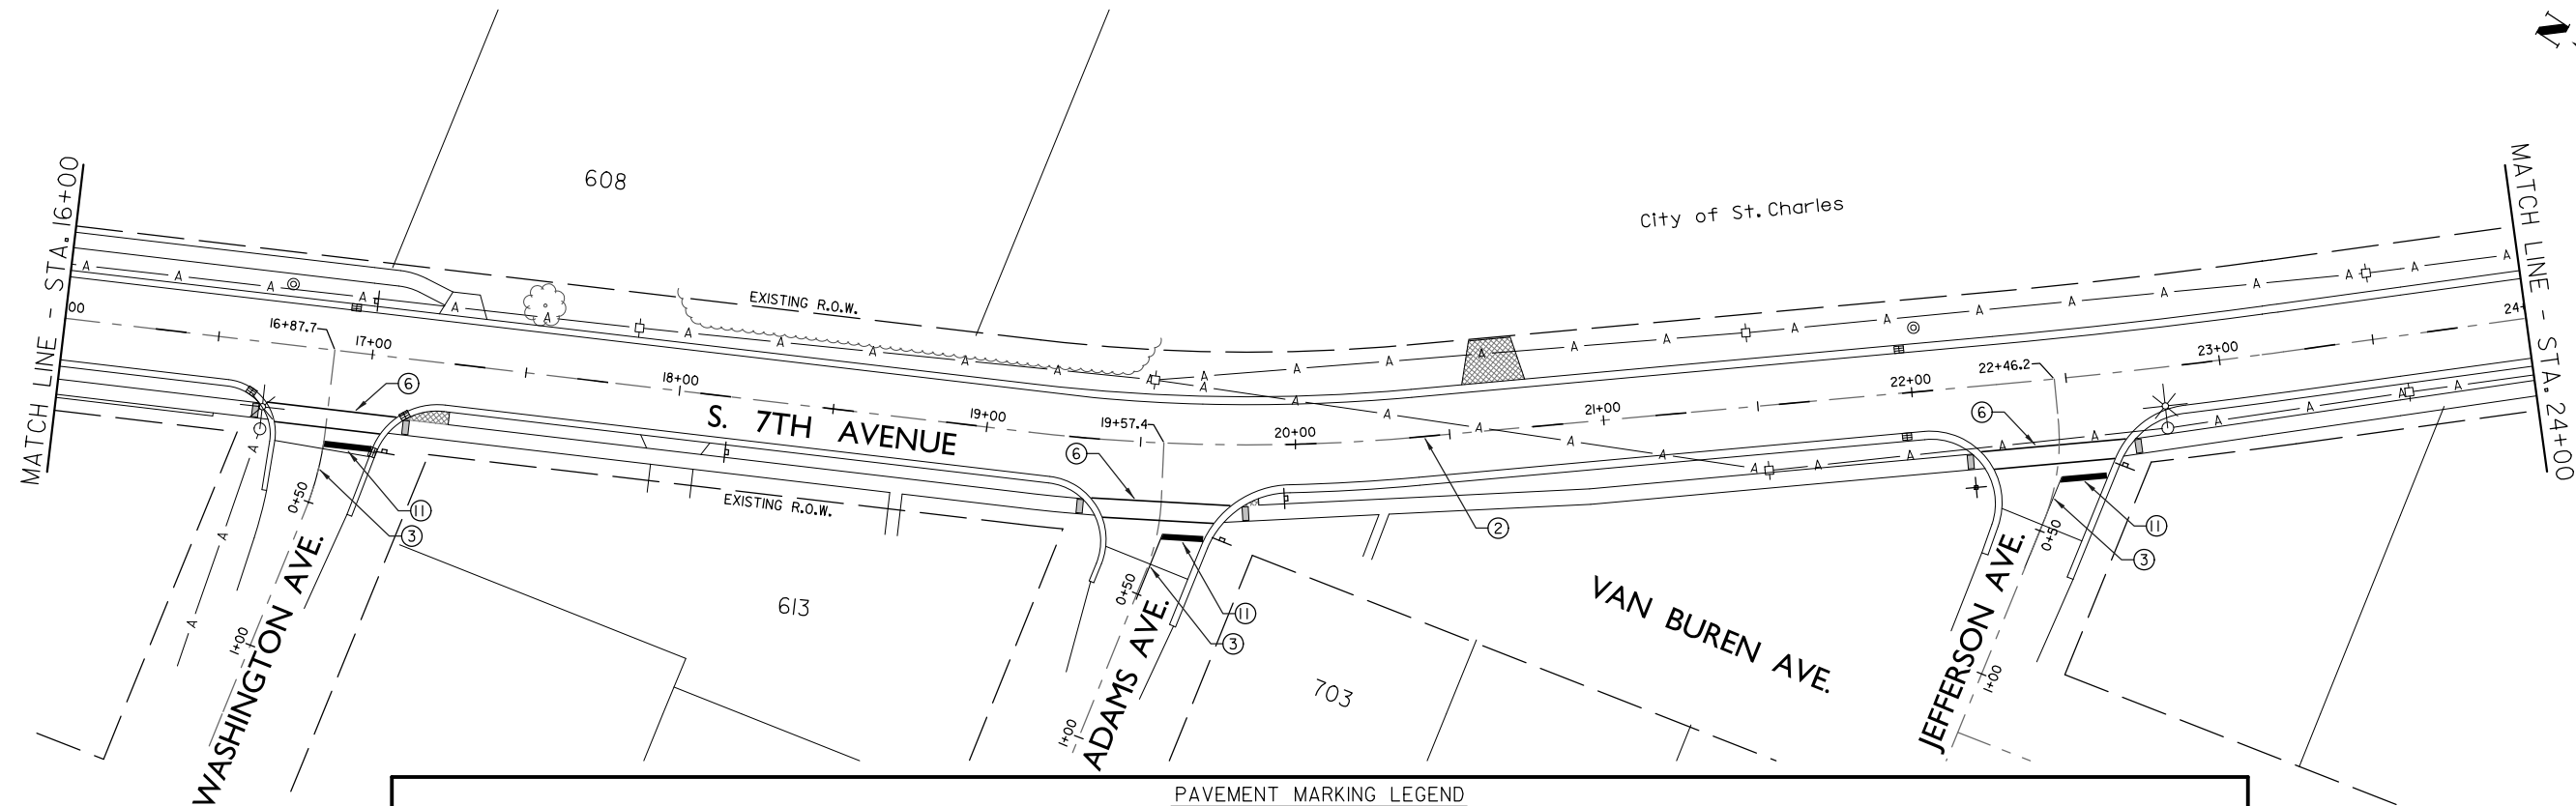 N
MATCH LINE - STA. 16+00
608
City of St. Charles
MATCH LINE - STA. 24+00
EXISTING R.O.W.
A A A A A A A A A A A A A A A A A A A A A A A A A A A
00
16+87.7
17+00
18+00
19+00
19+57.4
20+00
21+00
22+00
22+46.2
23+00
24+
S. 7TH AVENUE
6
6
6
EXISTING R.O.W.
2
11
3
11
3
11
3
0+50
0+50
0+50
1+00
1+00
1+00
WASHINGTON AVE.
613
ADAMS AVE.
703
VAN BUREN AVE.
JEFFERSON AVE.
PAVEMENT MARKING LEGEND